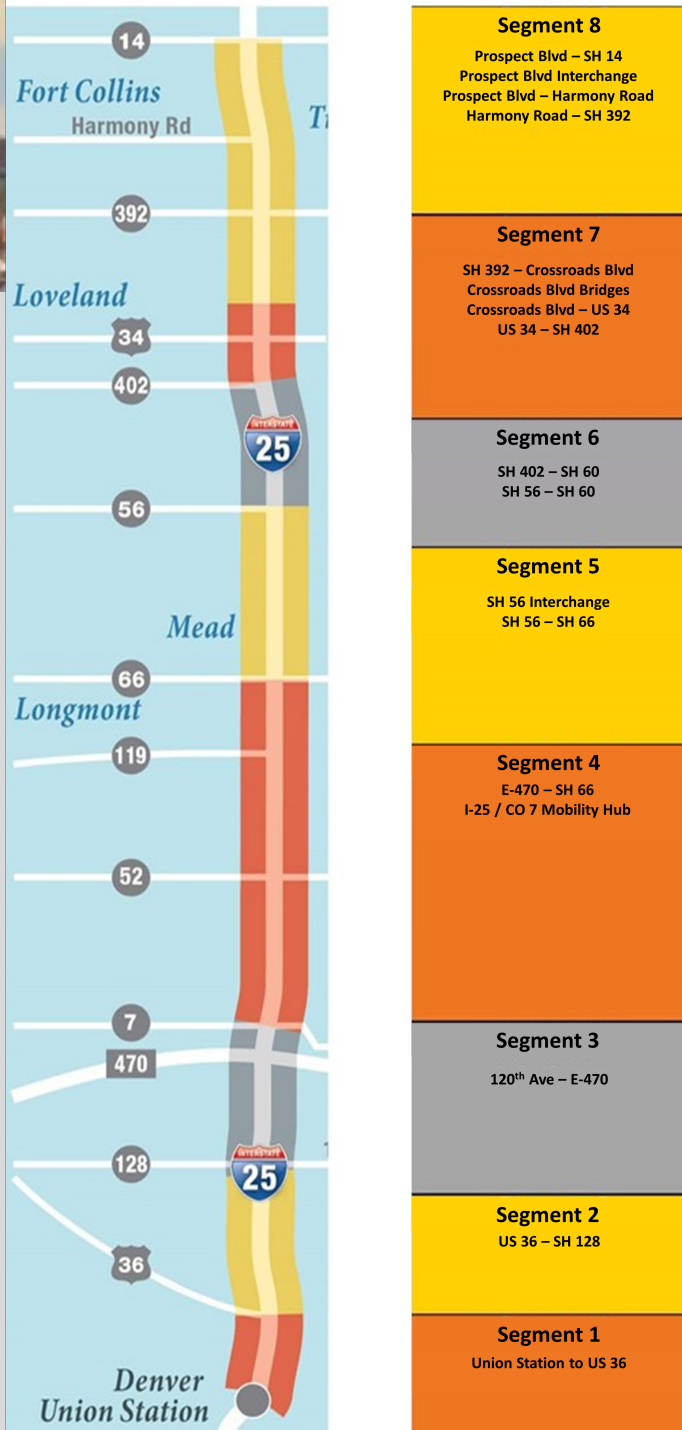 14
Fort Collins
Harmony Rd
392
Loveland
34
402
INTERSTATE
25
56
Mead
66
Longmont
119
52
7
470
128
INTERSTATE
25
36
Denver
Union Station
Segment 8
Prospect Blvd – SH 14
Prospect Blvd Interchange
Prospect Blvd – Harmony Road
Harmony Road – SH 392
Segment 7
SH 392 – Crossroads Blvd
Crossroads Blvd Bridges
Crossroads Blvd – US 34
US 34 – SH 402
Segment 6
SH 402 – SH 60
SH 56 – SH 60
Segment 5
SH 56 Interchange
SH 56 – SH 66
Segment 4
E-470 – SH 66
I-25 / CO 7 Mobility Hub
Segment 3
120th Ave – E-470
Segment 2
US 36 – SH 128
Segment 1
Union Station to US 36